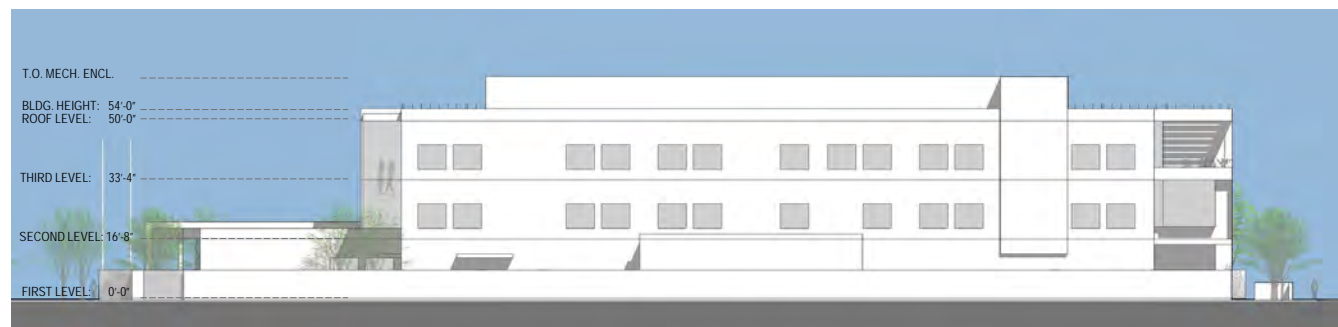 T.O. MECH. ENCL.
BLDG. HEIGHT: 54'-0"
ROOF LEVEL: 50'-0"
THIRD LEVEL: 33'-4"
SECOND LEVEL: 16'-8"
FIRST LEVEL: 0'-0"